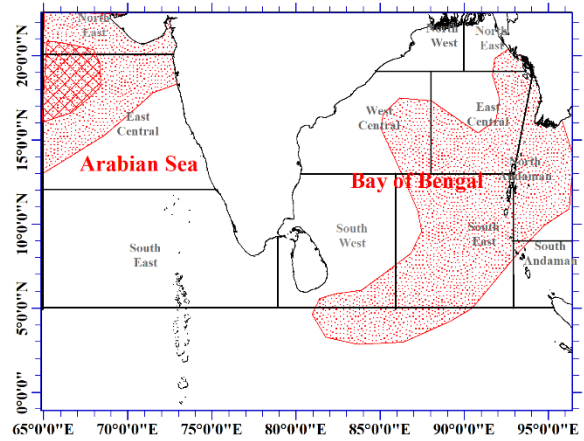 North
East
North
West
North
East
20°0'0"N
East
Central
West
Central
East
Central
15°0'0"N
Arabian Sea
Bay of Bengal
North
Andaman
10°0'0"N
South
East
South
West
South
East
South
Andaman
5°0'0"N
0°0'0"
65°0'0"E
70°0'0"E
75°0'0"E
80°0'0"E
85°0'0"E
90°0'0"E
95°0'0"E